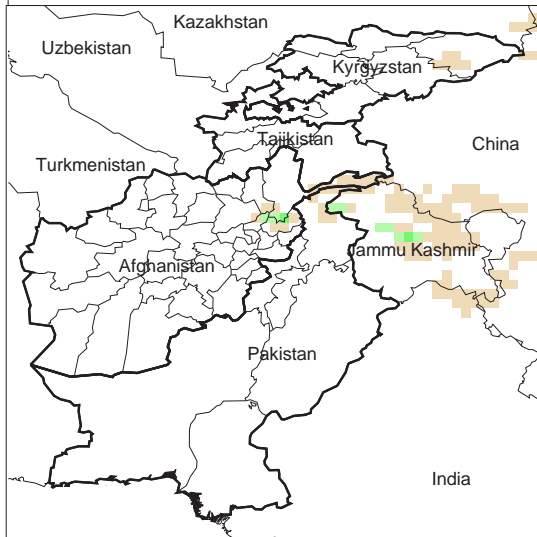 Kazakhstan
Uzbekistan
Kyrgyzstan
Tajikistan
China
Turkmenistan
Jammu Kashmir
Afghanistan
Pakistan
India